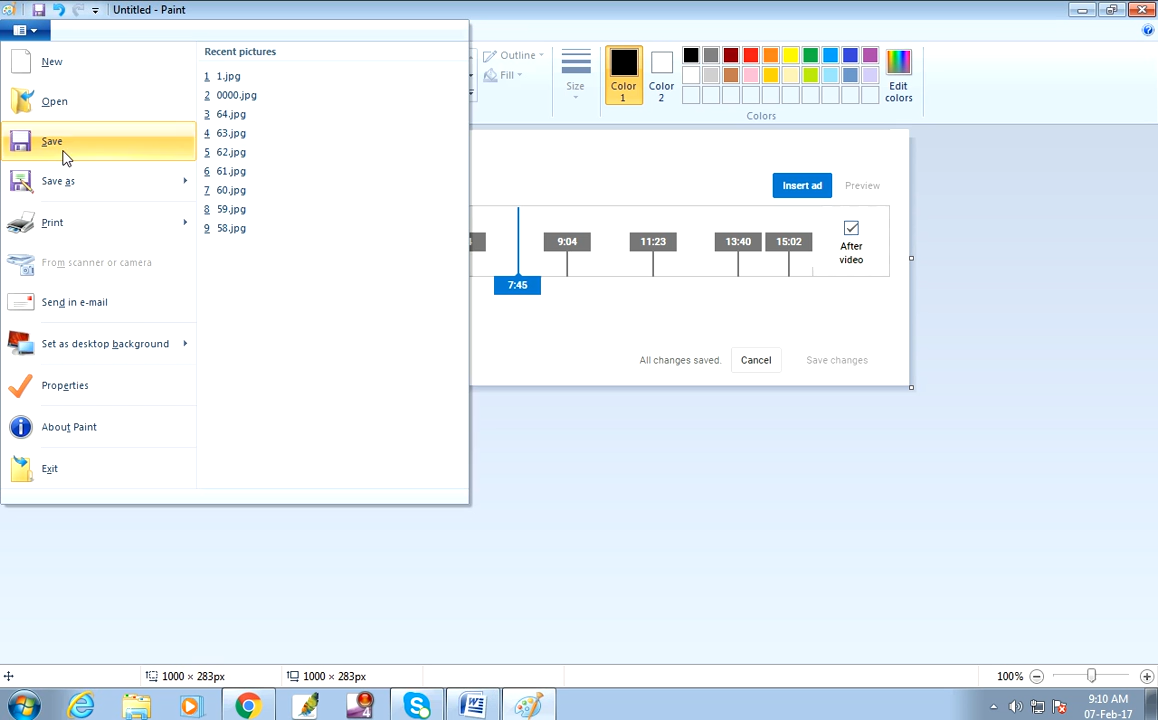 Untitled - Paint
New
Open
Save
Save as
Print
From scanner or camera
Send in e-mail
Set as desktop background
Properties
About Paint
Exit
Recent pictures
1 1.jpg
2 0000.jpg
3 64.jpg
4 63.jpg
5 62.jpg
6 61.jpg
7 60.jpg
8 59.jpg
9 58.jpg
Outline
Fill
Size
Color 1
Color 2
Edit colors
Colors
Insert ad
Preview
9:04
11:23
13:40
15:02
After video
7:45
All changes saved.
Cancel
Save changes
1000 × 283px
1000 × 283px
100%
9:10 AM
07-Feb-17